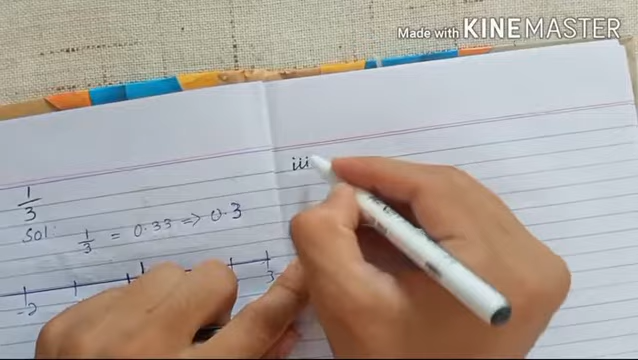 Made with KINEMASTER
1/3
Sol:
1/3 = 0.33 => 0.3
-2 3
iii